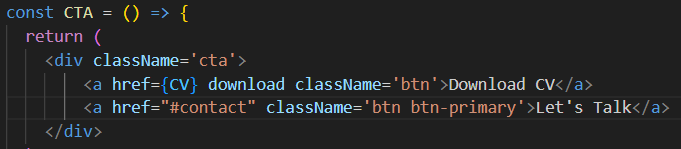 const CTA = () => {
return (
<div className='cta'>
<a href={CV} download className='btn'>Download CV</a>
<a href="#contact" className='btn btn-primary'>Let's Talk</a>
</div>